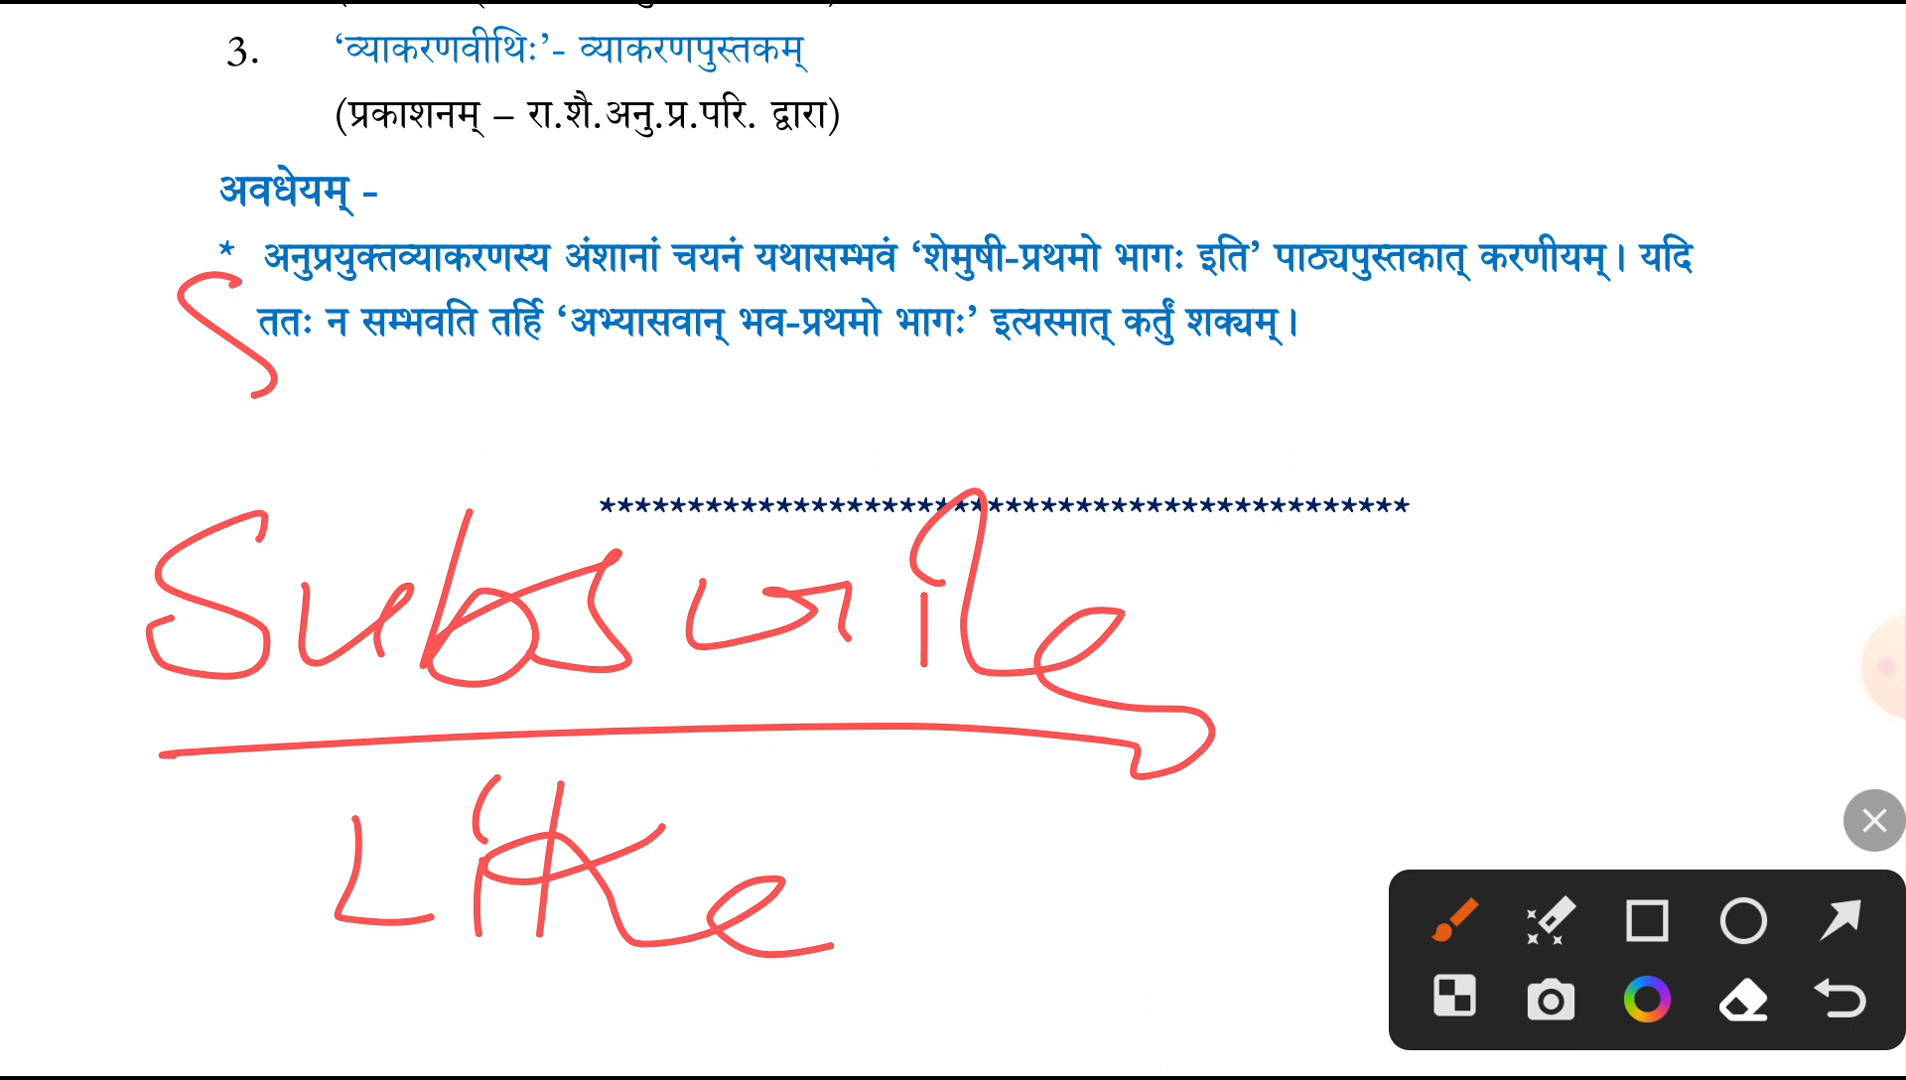 3. ‘व्याकरणवीथिः’- व्याकरणपुस्तकम्
(प्रकाशनम् – रा.शै.अनु.प्र.परि. द्वारा)
अवधेयम् -
* अनुप्रयुक्तव्याकरणस्य अंशानां चयनं यथासम्भवं ‘शेमुषी-प्रथमो भागः इति’ पाठ्यपुस्तकात् करणीयम्। यदि
ततः न सम्भवति तर्हि ‘अभ्यासवान् भव-प्रथमो भागः’ इत्यस्मात् कर्तुं शक्यम्।
S
**********************************************
Subscribe
Like